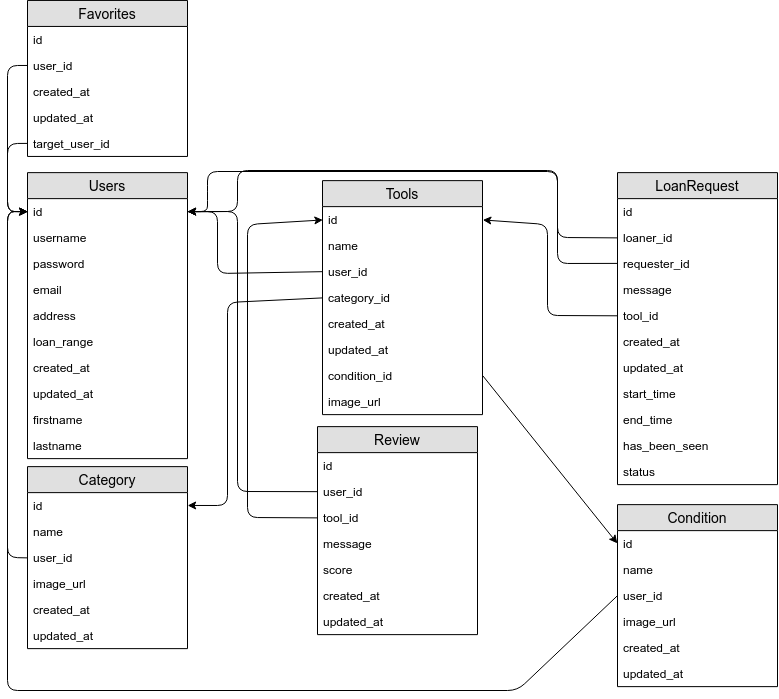 Favorites
id
user_id
created_at
updated_at
target_user_id
Users
id
username
password
email
address
loan_range
created_at
updated_at
firstname
lastname
Category
id
name
user_id
image_url
created_at
updated_at
Tools
id
name
user_id
category_id
created_at
updated_at
condition_id
image_url
Review
id
user_id
tool_id
message
score
created_at
updated_at
LoanRequest
id
loaner_id
requester_id
message
tool_id
created_at
updated_at
start_time
end_time
has_been_seen
status
Condition
id
name
user_id
image_url
created_at
updated_at